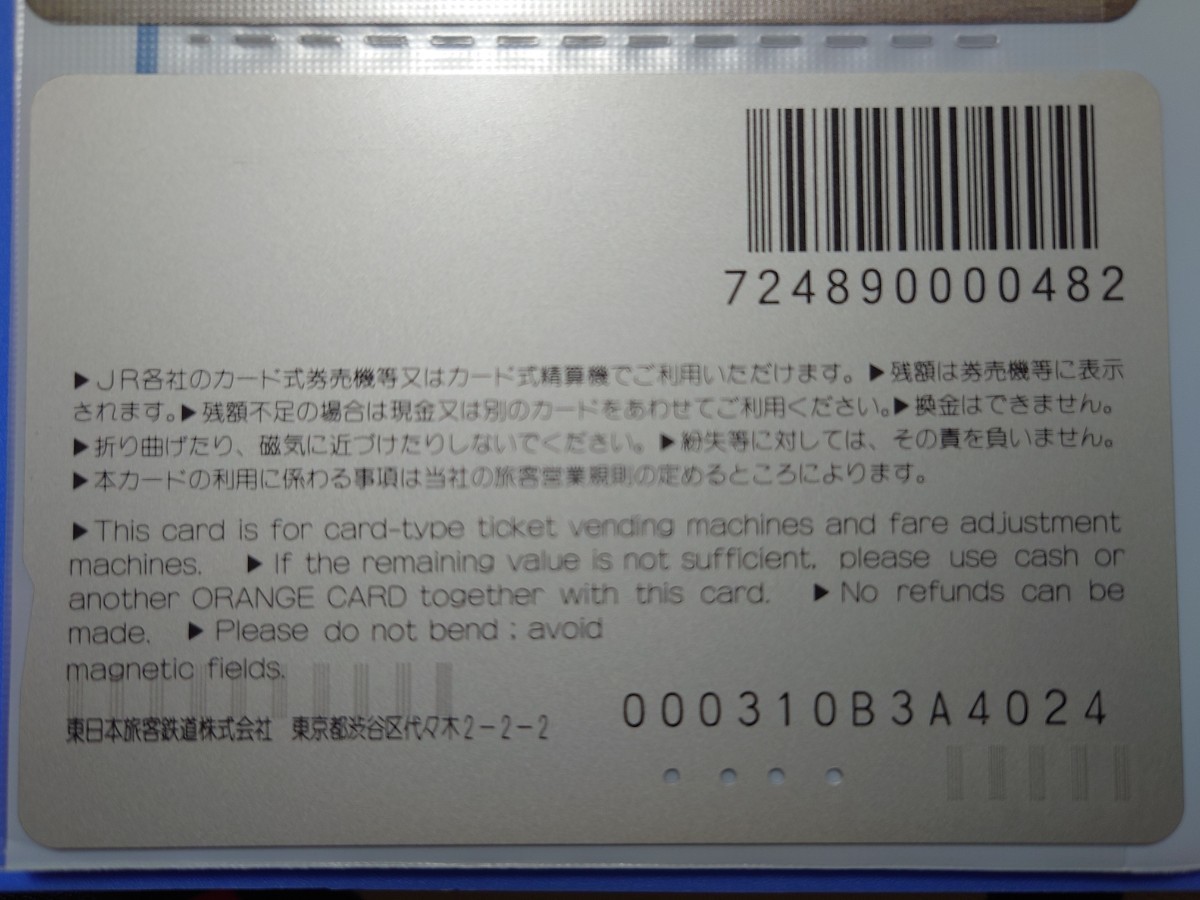 724890000482
▶JR各社のカード式券売機等又はカード式精算機でご利用いただけます。▶残額は券売機等に表示
されます。▶残額不足の場合は現金又は別のカードをあわせてご利用ください。▶換金はできません。
▶折り曲げたり、磁気に近づけたりしないでください。▶紛失等に対しては、その責を負いません。
▶本カードの利用に係わる事項は当社の旅客営業規則の定めるところによります。
▶This card is for card-type ticket vending machines and fare adjustment
machines. ▶If the remaining value is not sufficient, please use cash or
another ORANGE CARD together with this card. ▶No refunds can be
made. ▶Please do not bend ; avoid
magnetic fields.
東日本旅客鉄道株式会社 東京都渋谷区代々木2-2-2
000310B3A4024